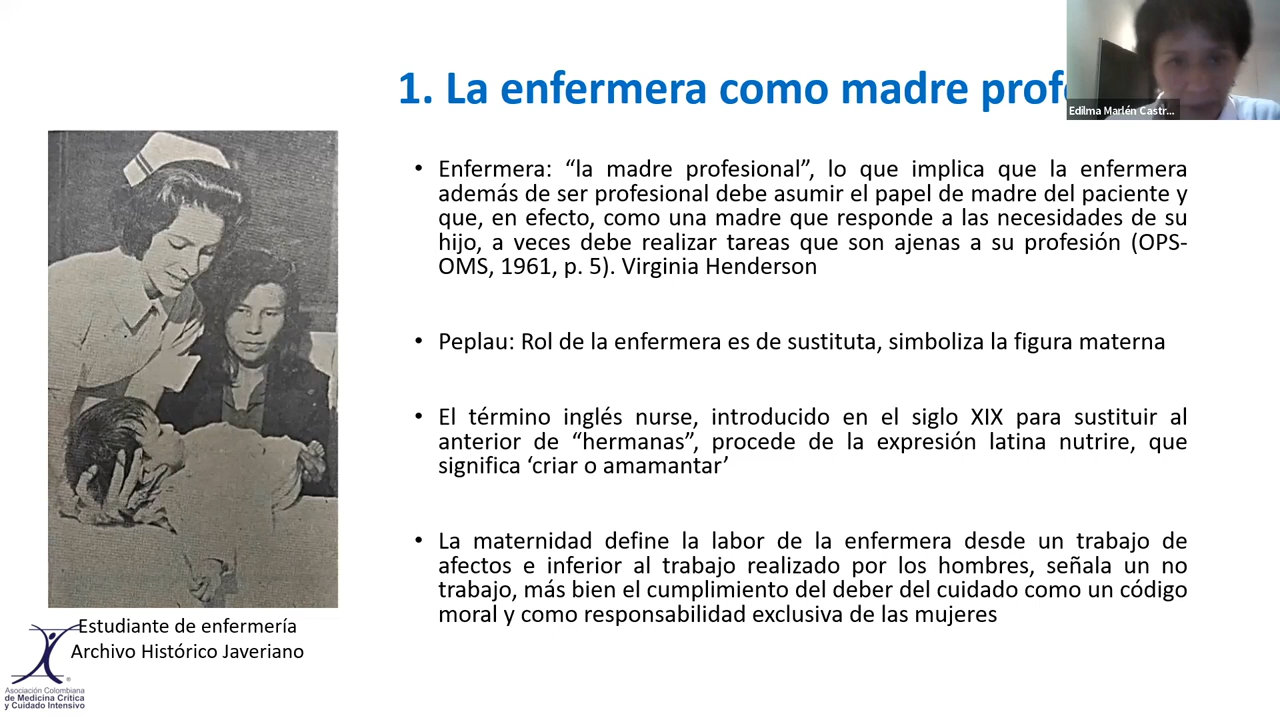 1. La enfermera como madre
Edilma Marlén Castr...
• Enfermera: “la madre profesional”, lo que implica que la enfermera
además de ser profesional debe asumir el papel de madre del paciente y
que, en efecto, como una madre que responde a las necesidades de su
hijo, a veces debe realizar tareas que son ajenas a su profesión (OPS-
OMS, 1961, p. 5). Virginia Henderson
• Peplau: Rol de la enfermera es de sustituta, simboliza la figura materna
• El término inglés nurse, introducido en el siglo XIX para sustituir al
anterior de “hermanas”, procede de la expresión latina nutrire, que
significa ‘criar o amamantar’
• La maternidad define la labor de la enfermera desde un trabajo de
afectos e inferior al trabajo realizado por los hombres, señala un no
trabajo, más bien el cumplimiento del deber del cuidado como un código
moral y como responsabilidad exclusiva de las mujeres
Estudiante de enfermería
Archivo Histórico Javeriano
®
Asociación Colombiana
de Medicina Crítica
y Cuidado Intensivo